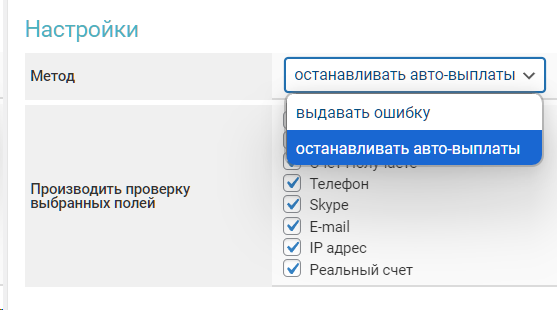 Настройки
Метод
останавливать авто-выплаты
выдавать ошибку
останавливать авто-выплаты
Производить проверку
выбранных полей
Телефон
Skype
E-mail
IP адрес
Реальный счет